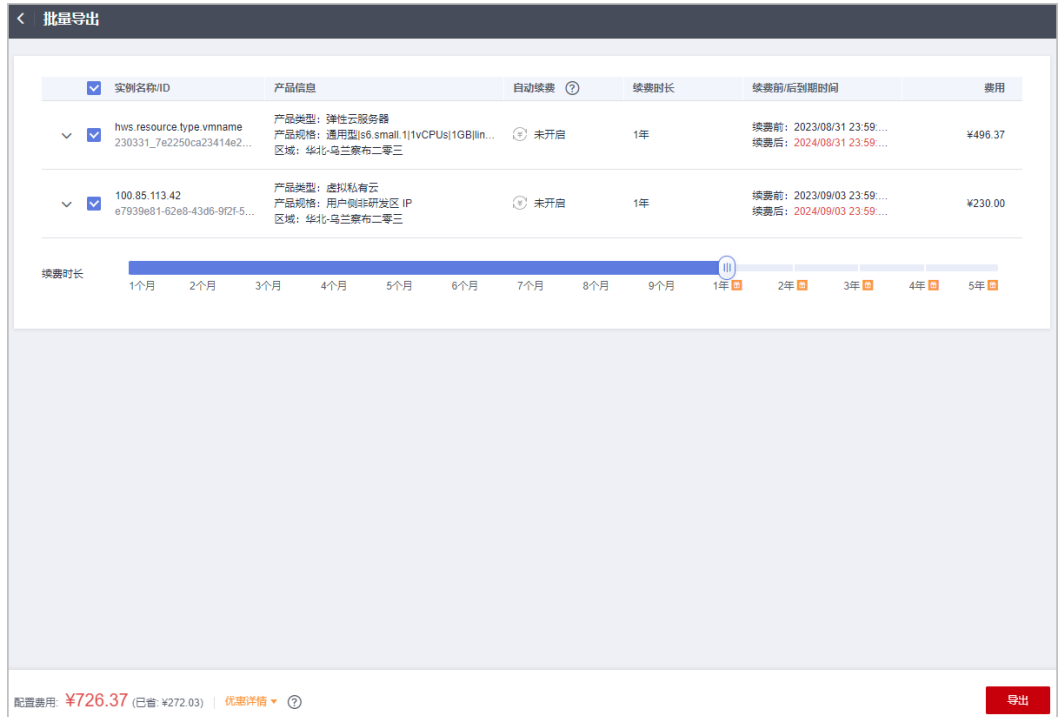 批量导出
实例名称/ID 产品信息 自动续费 ? 续费时长 续费前/后到期时间 费用
hws.resource.type.vmname
230331_7e2250ca23414e2...
产品类型：弹性云服务器
产品规格：通用型|s6.small.1|1vCPUs|1GB|lin...
区域：华北-乌兰察布二零三
未开启
1年
续费前：2023/08/31 23:59:...
续费后：2024/08/31 23:59:...
¥496.37
100.85.113.42
e7939e81-62e8-43d6-9f2f-5...
产品类型：虚拟私有云
产品规格：用户侧非研发区 IP
区域：华北-乌兰察布二零三
未开启
1年
续费前：2023/09/03 23:59:...
续费后：2024/09/03 23:59:...
¥230.00
续费时长
1个月 2个月 3个月 4个月 5个月 6个月 7个月 8个月 9个月 1年 2年 3年 4年 5年
配置费用: ¥726.37 (已省: ¥272.03) 优惠详情 ? 导出